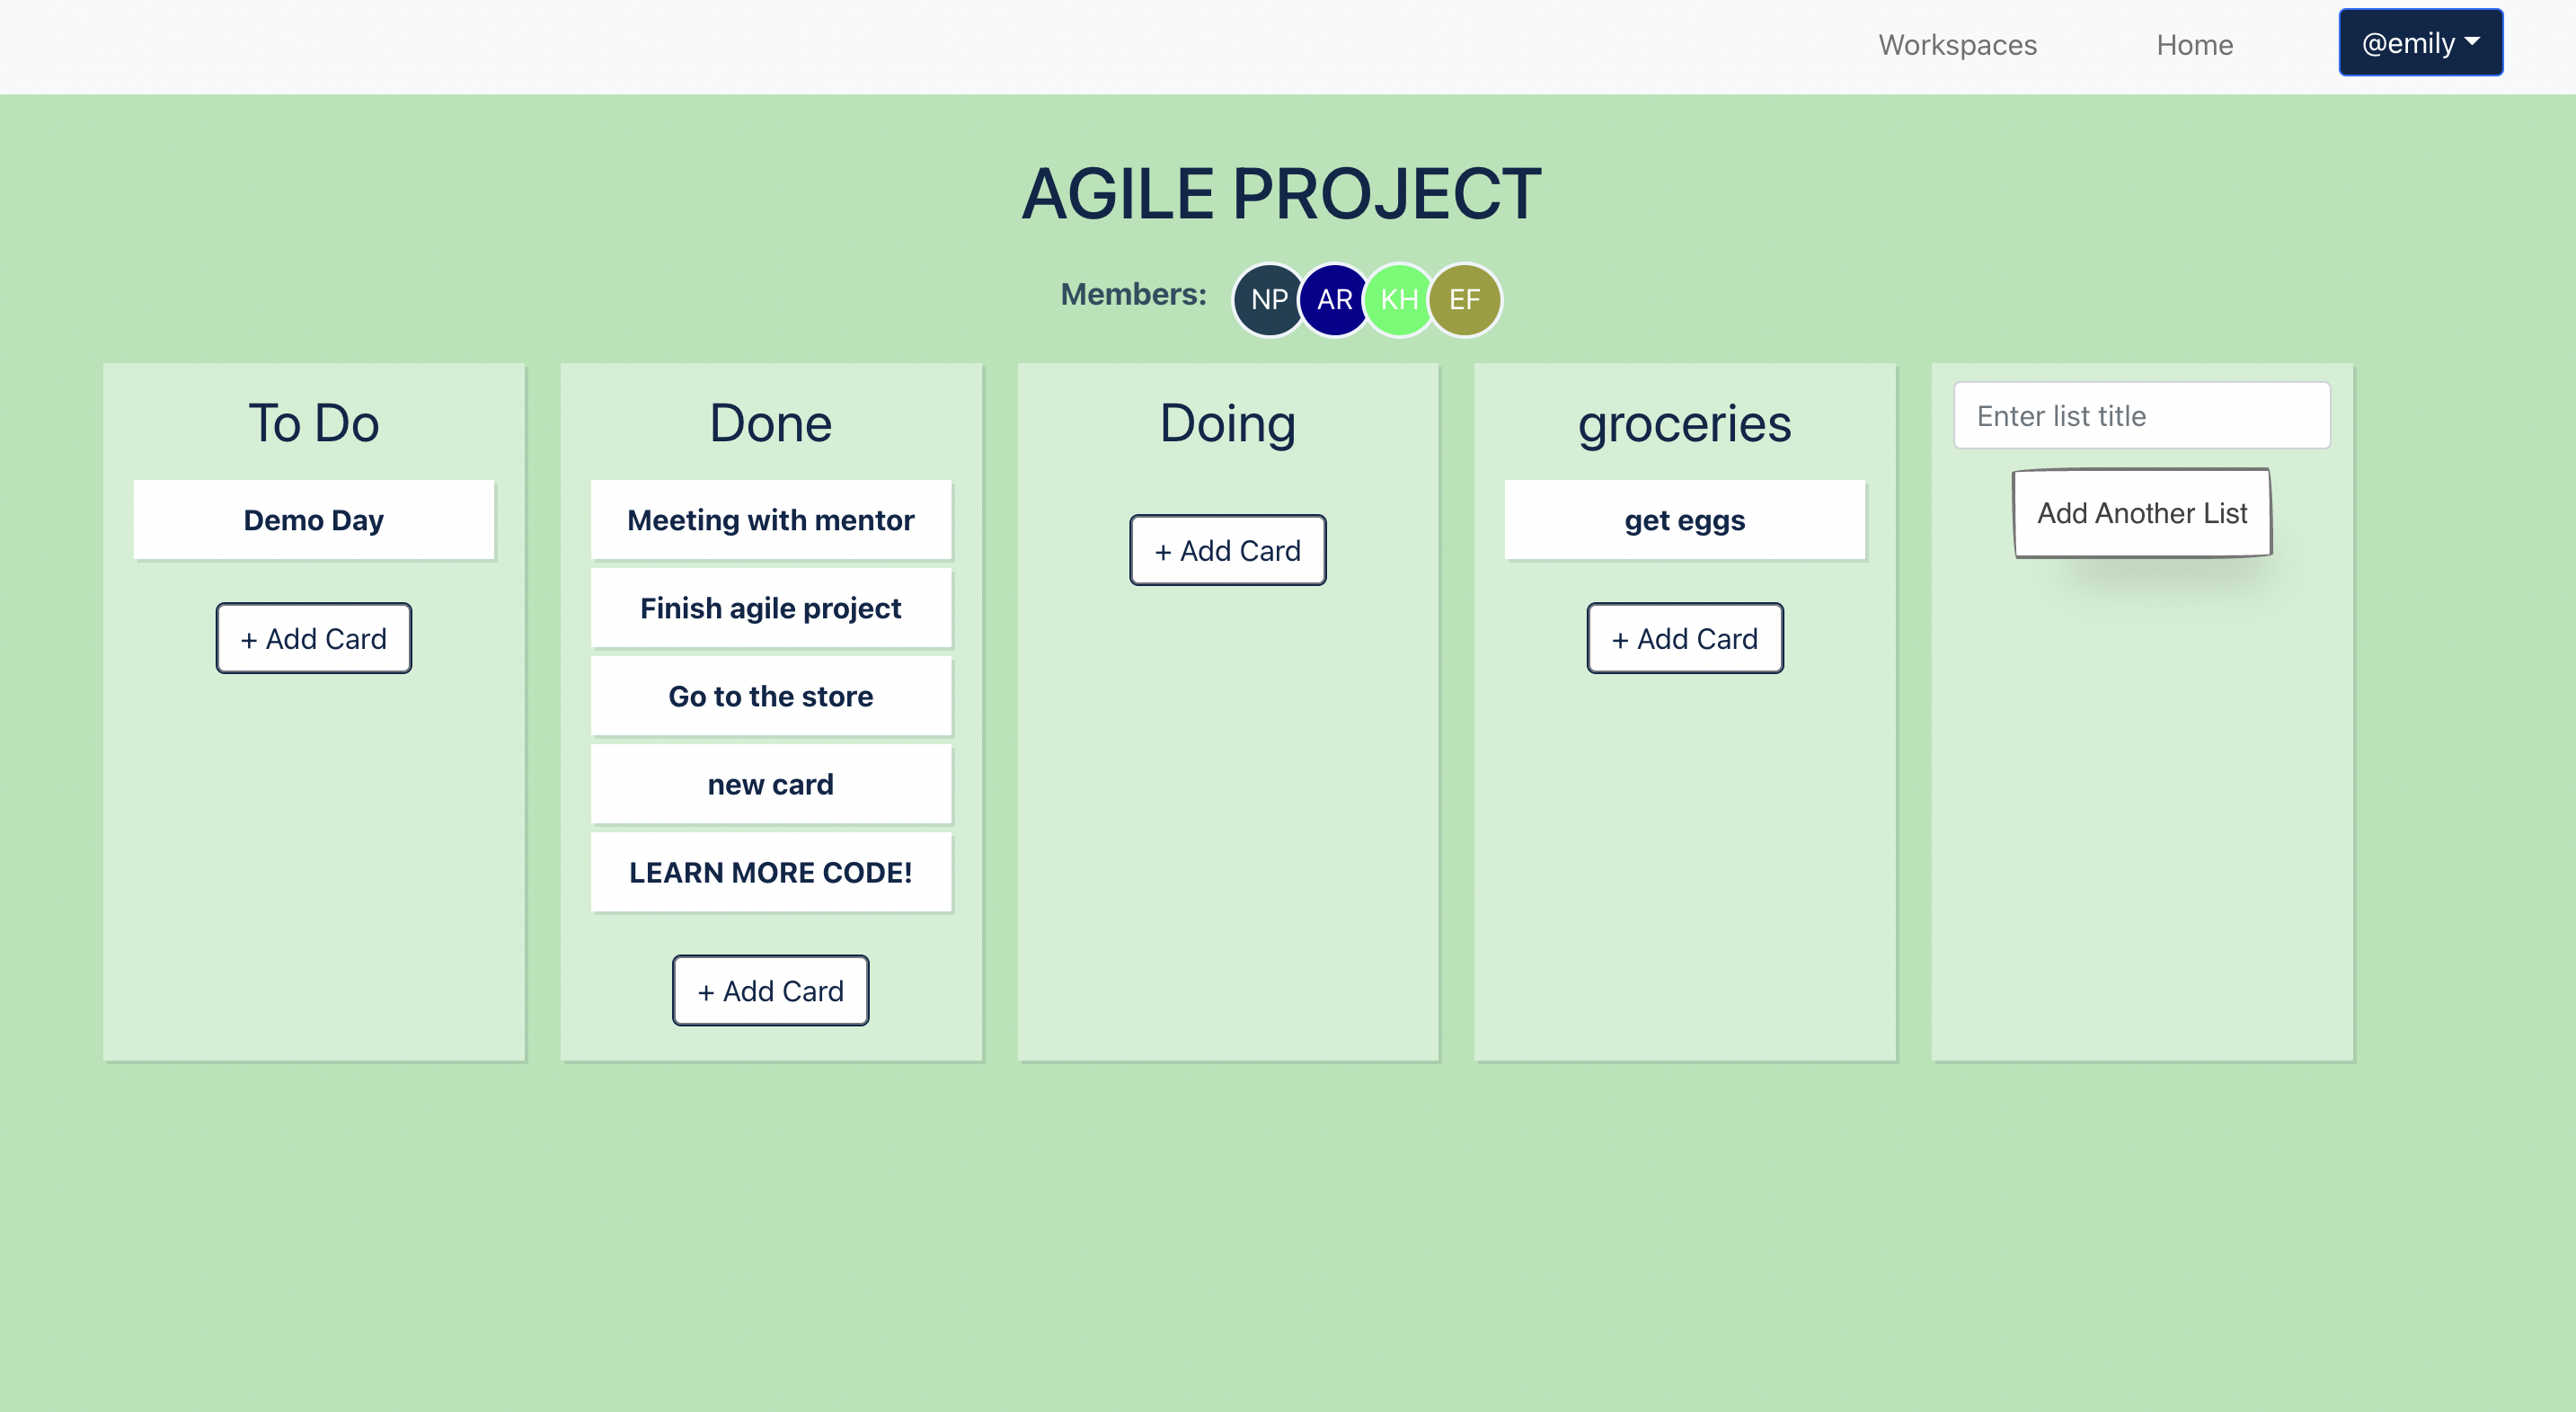 Workspaces
Home
@emily
AGILE PROJECT
Members:
NP
AR
KH
EF
To Do
Demo Day
+ Add Card
Done
Meeting with mentor
Finish agile project
Go to the store
new card
LEARN MORE CODE!
+ Add Card
Doing
+ Add Card
groceries
get eggs
+ Add Card
Enter list title
Add Another List